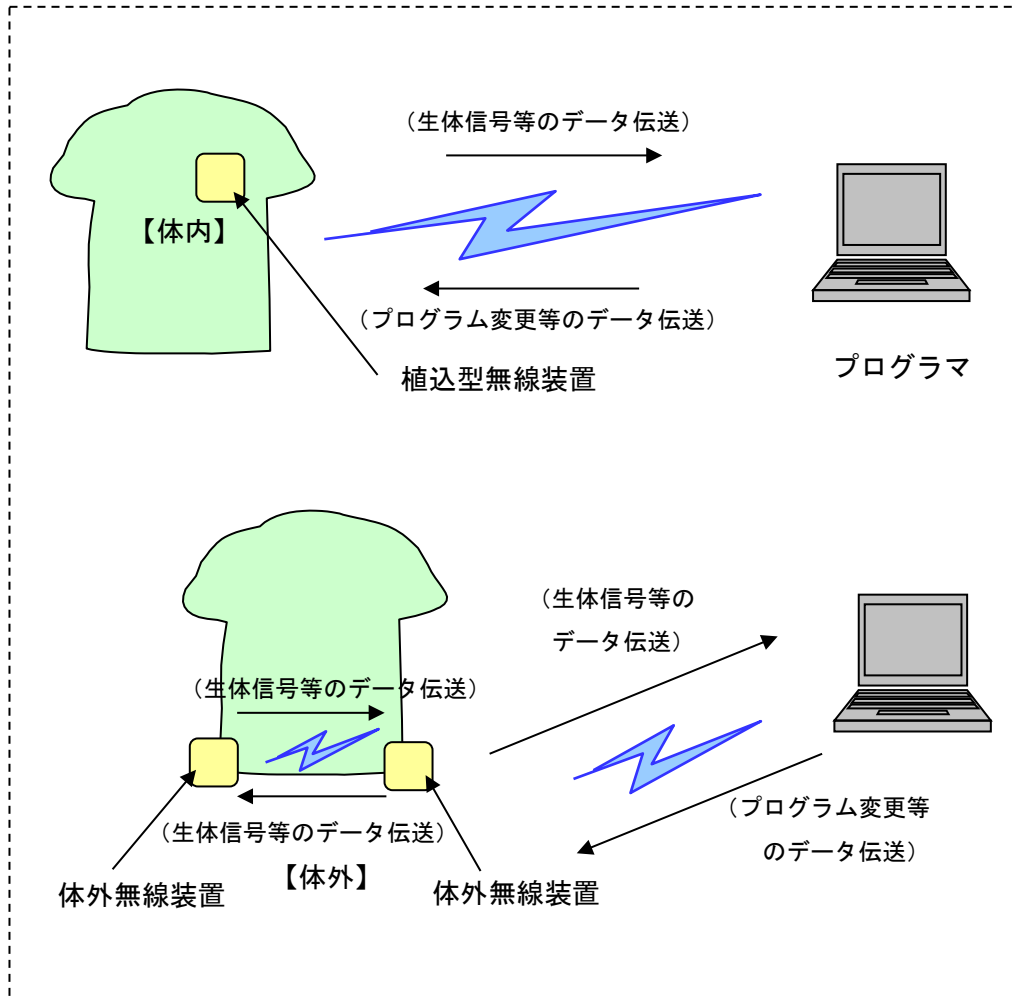 （生体信号等のデータ伝送）
【体内】
（プログラム変更等のデータ伝送）
植込型無線装置
プログラマ
（生体信号等の
データ伝送）
（生体信号等のデータ伝送）
（プログラム変更等
のデータ伝送）
（生体信号等のデータ伝送）
【体外】
体外無線装置
体外無線装置